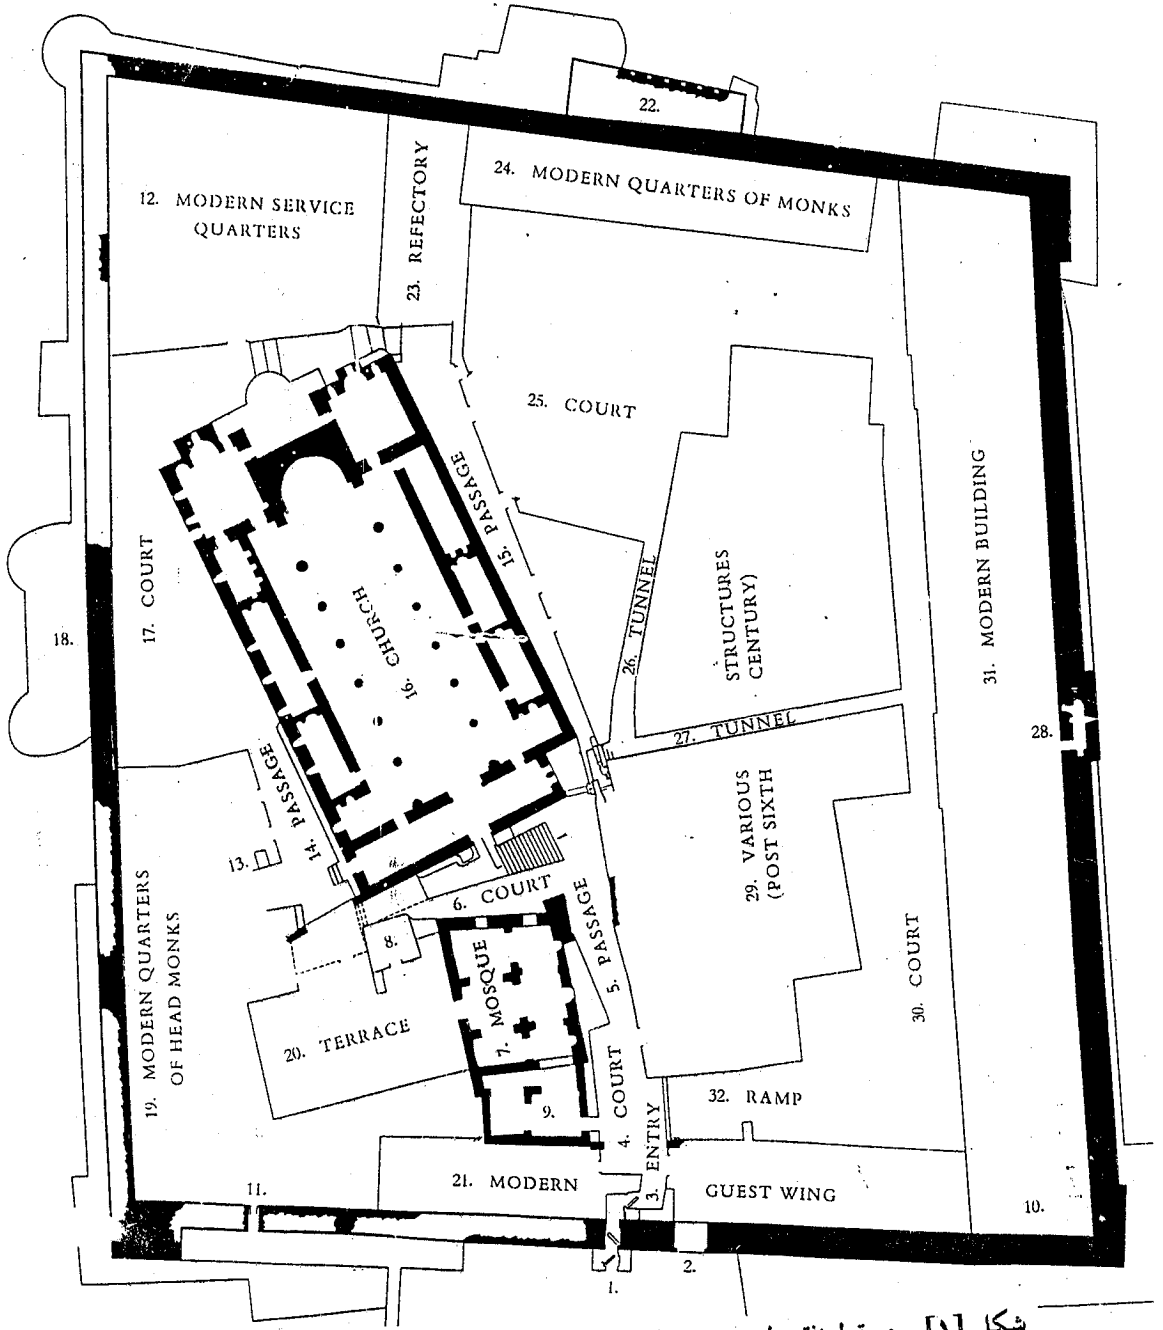 22.
24. MODERN QUARTERS OF MONKS
12. MODERN SERVICE
QUARTERS
23. REFECTORY
25. COURT
15. PASSAGE
31. MODERN BUILDING
17. COURT
18.
16. CHURCH
26. TUNNEL
STRUCTURES
CENTURY)
27. TUNNEL
28.
14. PASSAGE
13.
29. VARIOUS
(POST SIXTH
6. COURT
5. PASSAGE
8.
7. MOSQUE
30. COURT
19. MODERN QUARTERS
OF HEAD MONKS
20. TERRACE
9.
4. COURT
3. ENTRY
32. RAMP
21. MODERN
GUEST WING
11.
10.
1.
2.
شكل [١]